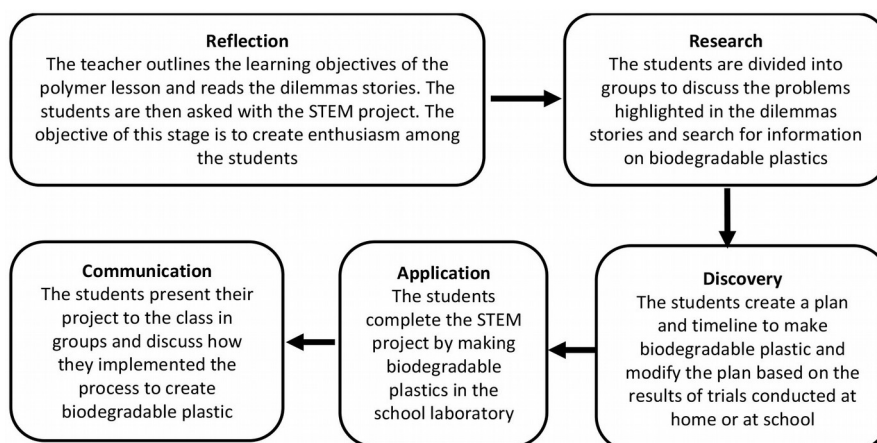 Reflection
The teacher outlines the learning objectives of the
polymer lesson and reads the dilemmas stories. The
students are then asked with the STEM project. The
objective of this stage is to create enthusiasm among
the students
Research
The students are divided into
groups to discuss the problems
highlighted in the dilemmas
stories and search for information
on biodegradable plastics
Discovery
The students create a plan
and timeline to make
biodegradable plastic and
modify the plan based on the
results of trials conducted at
home or at school
Application
The students
complete the STEM
project by making
biodegradable
plastics in the
school laboratory
Communication
The students present their
project to the class in
groups and discuss how
they implemented the
process to create
biodegradable plastic